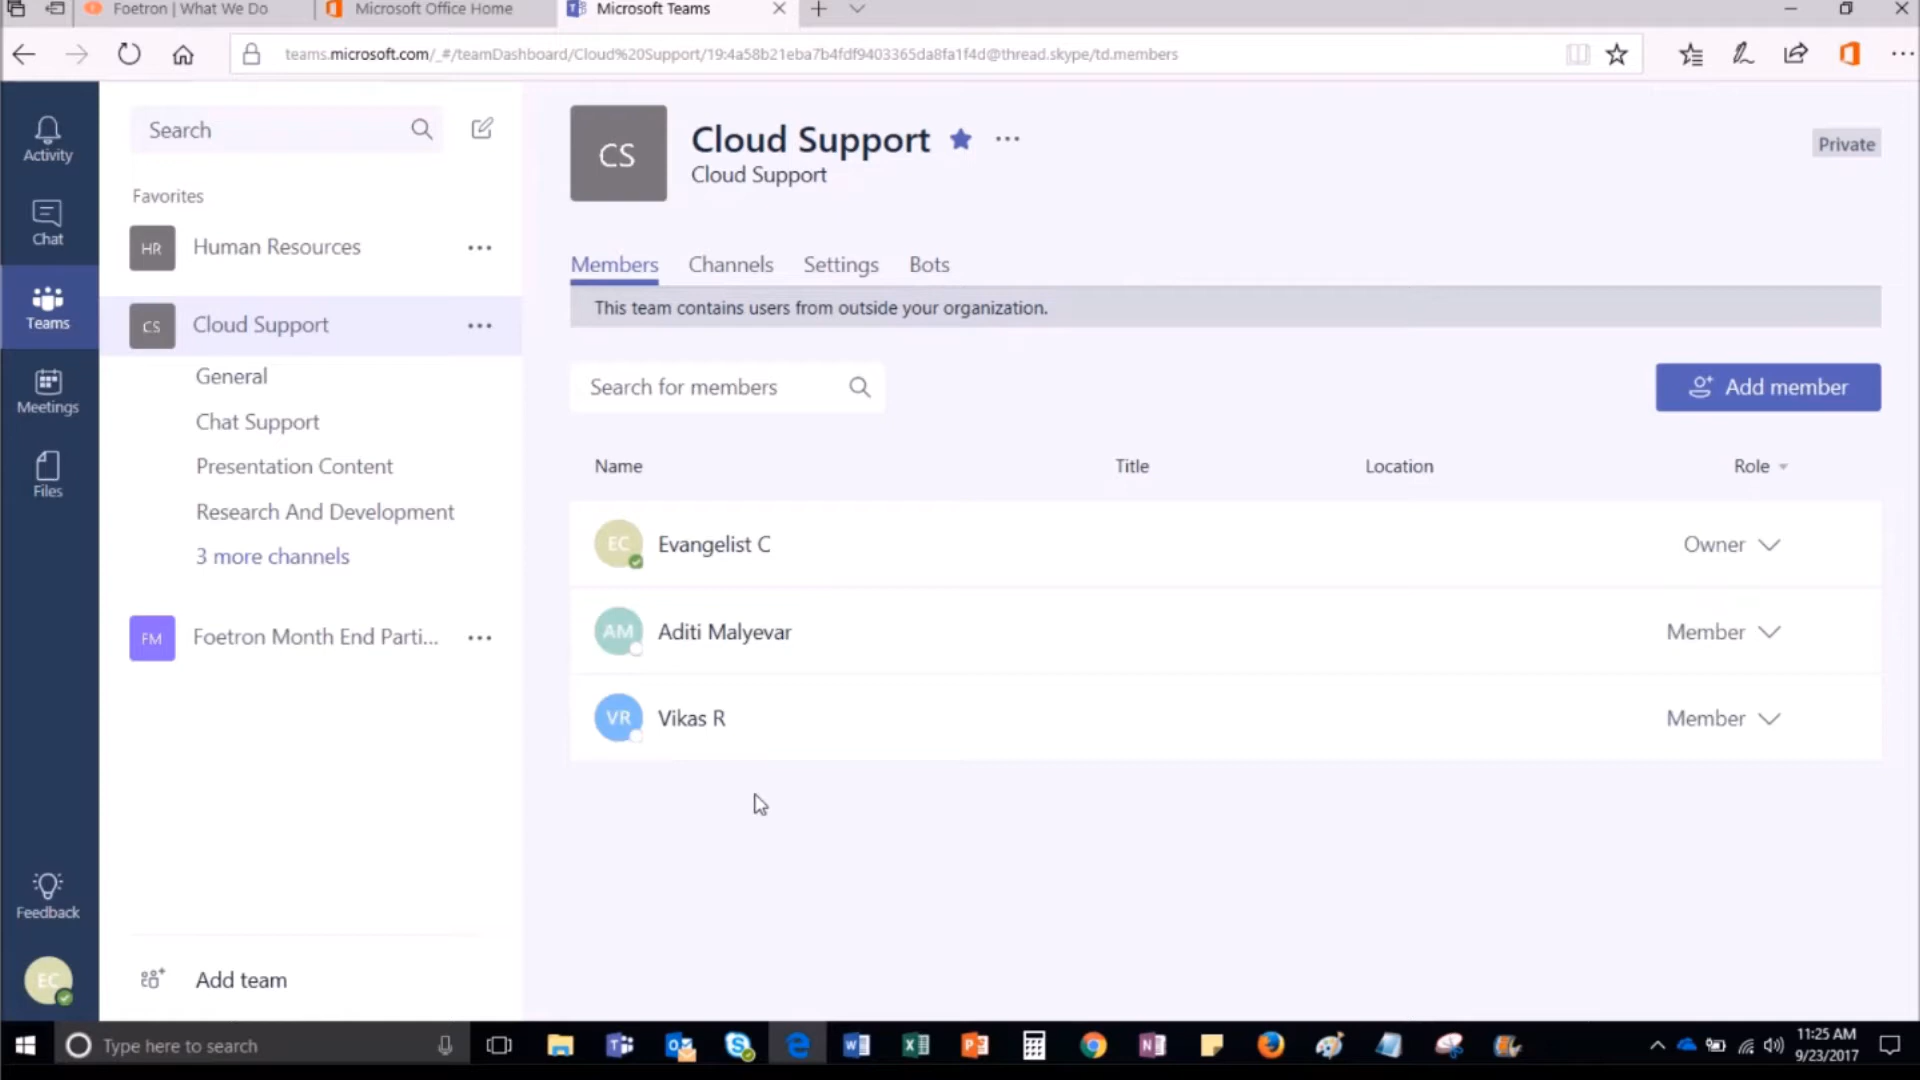 Foetron | What We Do
Microsoft Office Home
Microsoft Teams
teams.microsoft.com/_#/teamDashboard/Cloud%20Support/19:4a58b21eba7b4fdf9403365da8fa1f4d@thread.skype/td.members
Activity
Chat
Teams
Meetings
Files
Feedback
EC
Search
Favorites
HR Human Resources
CS Cloud Support
General
Chat Support
Presentation Content
Research And Development
3 more channels
FM Foetron Month End Parti...
Add team
CS
Cloud Support
Cloud Support
Private
Members Channels Settings Bots
This team contains users from outside your organization.
Search for members
Add member
Name Title Location Role
EC Evangelist C Owner
AM Aditi Malyevar Member
VR Vikas R Member
Type here to search
11:25 AM
9/23/2017